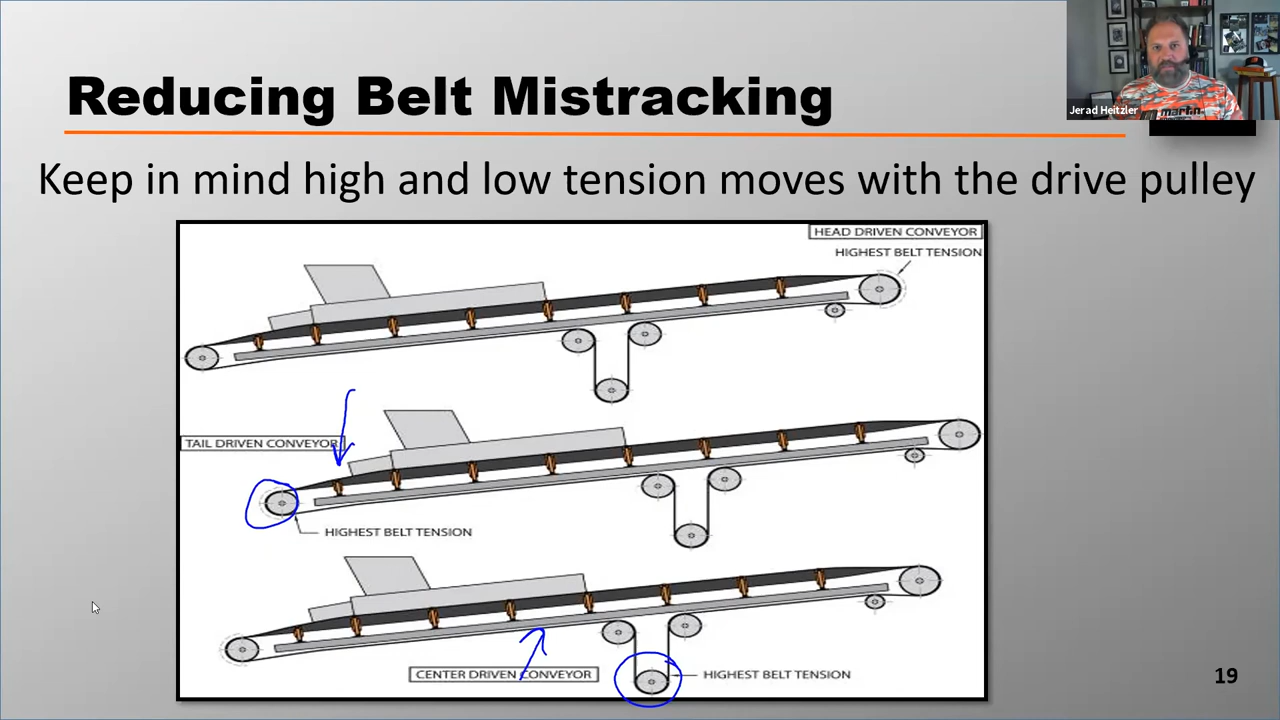 Reducing Belt Mistracking
Jerad Heitzler
martin
Keep in mind high and low tension moves with the drive pulley
HEAD DRIVEN CONVEYOR
HIGHEST BELT TENSION
TAIL DRIVEN CONVEYOR
HIGHEST BELT TENSION
CENTER DRIVEN CONVEYOR
HIGHEST BELT TENSION
19